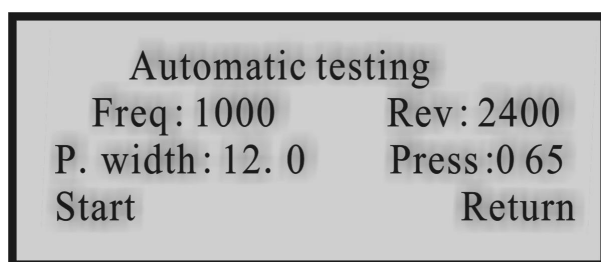 Automatic testing
Freq: 1000 Rev: 2400
P. width: 12. 0 Press:0 65
Start Return